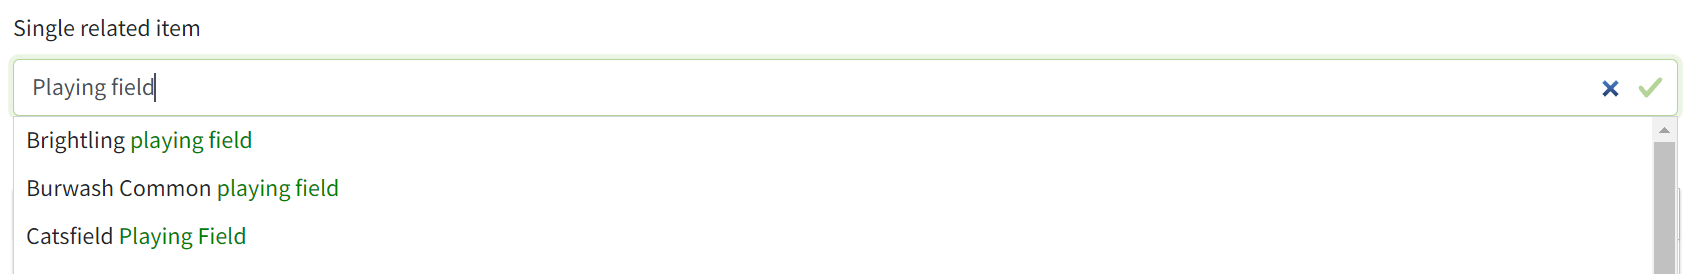 Single related item
Playing field
Brightling playing field
Burwash Common playing field
Catsfield Playing Field